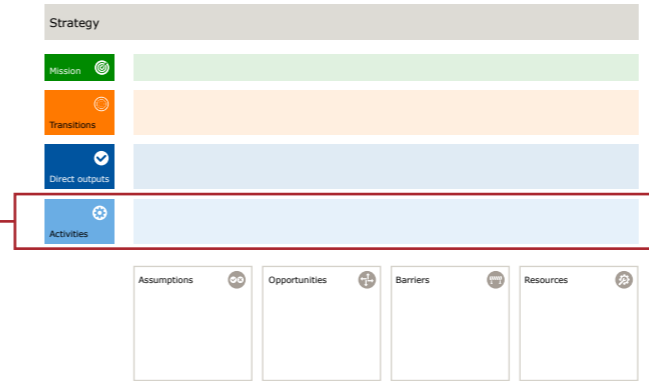 Strategy
Mission
Transitions
Direct outputs
Activities
Assumptions
Opportunities
Barriers
Resources